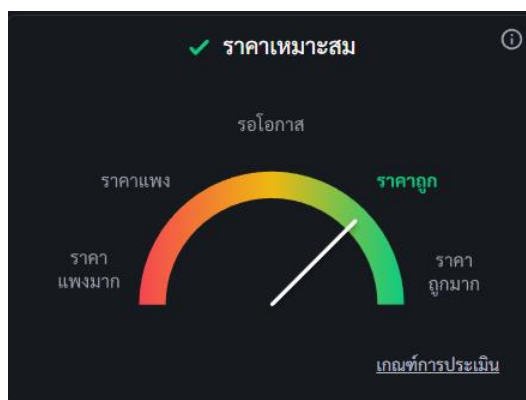 ราคาเหมาะสม
รอโอกาส
ราคาแพง
ราคาถูก
ราคา
แพงมาก
ราคา
ถูกมาก
เกณฑ์การประเมิน